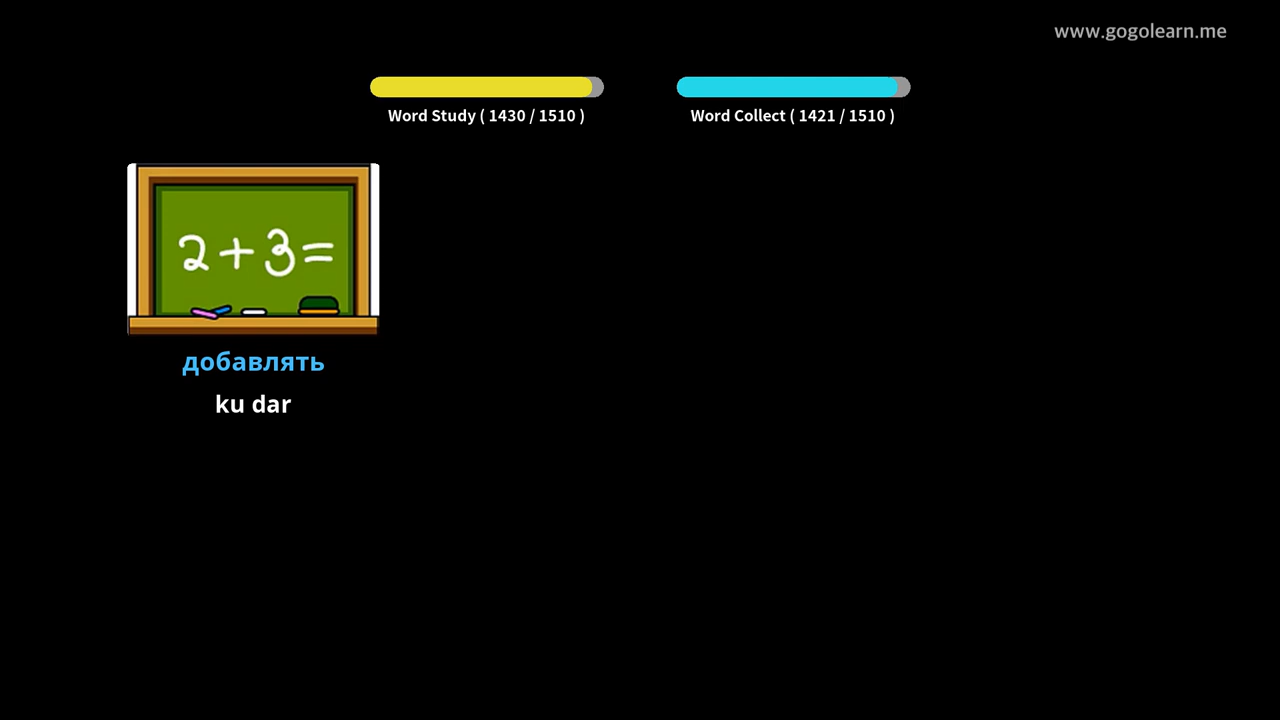 www.gogolearn.me
Word Study ( 1430 / 1510 )
Word Collect ( 1421 / 1510 )
2+3=
добавлять
ku dar